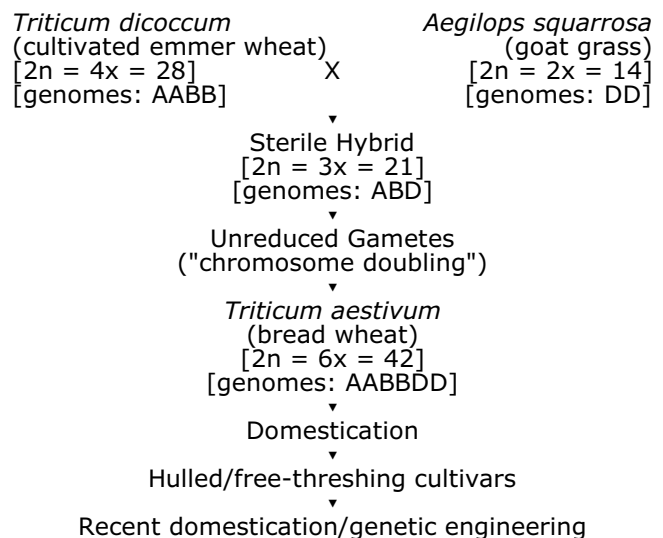 Triticum dicoccum Aegilops squarrosa
(cultivated emmer wheat) (goat grass)
[2n = 4x = 28] X [2n = 2x = 14]
[genomes: AABB] [genomes: DD]
Sterile Hybrid
[2n = 3x = 21]
[genomes: ABD]
Unreduced Gametes
("chromosome doubling")
Triticum aestivum
(bread wheat)
[2n = 6x = 42]
[genomes: AABBDD]
Domestication
Hulled/free-threshing cultivars
Recent domestication/genetic engineering